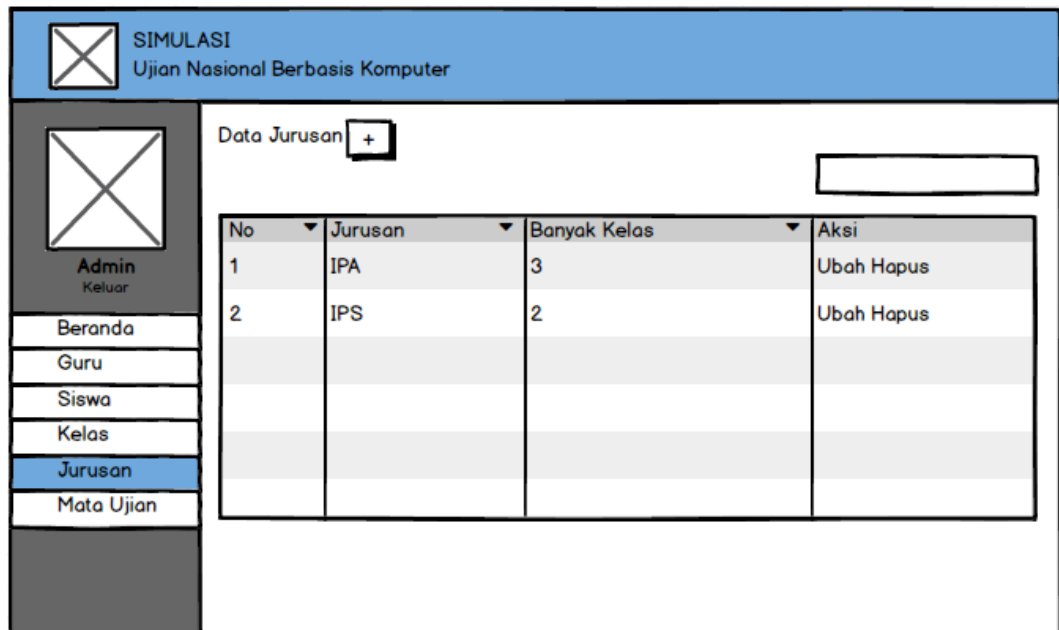 SIMULASI
Ujian Nasional Berbasis Komputer
Admin
Keluar
Beranda
Guru
Siswa
Kelas
Jurusan
Mata Ujian
Data Jurusan +
No Jurusan Banyak Kelas Aksi
1 IPA 3 Ubah Hapus
2 IPS 2 Ubah Hapus